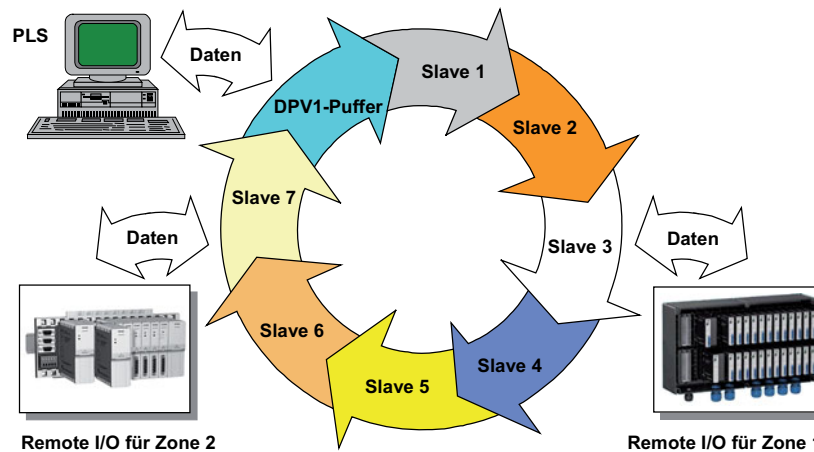 PLS
Daten
DPV1-Puffer
Slave 1
Slave 2
Slave 3
Slave 4
Slave 5
Slave 6
Slave 7
Daten
Daten
Remote I/O für Zone 2
Remote I/O für Zone 1